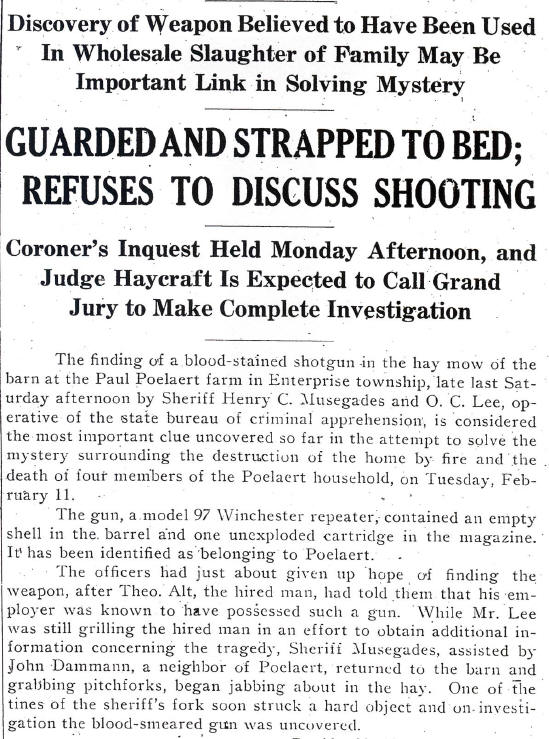 Discovery of Weapon Believed to Have Been Used
In Wholesale Slaughter of Family May Be
Important Link in Solving Mystery
GUARDED AND STRAPPED TO BED;
REFUSES TO DISCUSS SHOOTING
Coroner's Inquest Held Monday Afternoon, and
Judge Haycraft Is Expected to Call Grand
Jury to Make Complete Investigation
The finding of a blood-stained shotgun in the hay mow of the
barn at the Paul Poelaert farm in Enterprise township, late last Sat-
urday afternoon by Sheriff Henry C. Musegades and O. C. Lee, op-
erative of the state bureau of criminal apprehension, is considered
the most important clue uncovered so far in the attempt to solve the
mystery surrounding the destruction of the home by fire and the
death of four members of the Poelaert household, on Tuesday, Feb-
ruary 11.
The gun, a model 97 Winchester repeater, contained an empty
shell in the barrel and one unexploded cartridge in the magazine.
It has been identified as belonging to Poelaert.
The officers had just about given up hope of finding the
weapon, after Theo. Alt, the hired man, had told them that his em-
ployer was known to have possessed such a gun. While Mr. Lee
was still grilling the hired man in an effort to obtain additional in-
formation concerning the tragedy, Sheriff Musegades, assisted by
John Dammann, a neighbor of Poelaert, returned to the barn and
grabbing pitchforks, began jabbing about in the hay. One of the
tines of the sheriff's fork soon struck a hard object and on investi-
gation the blood-smeared gun was uncovered.